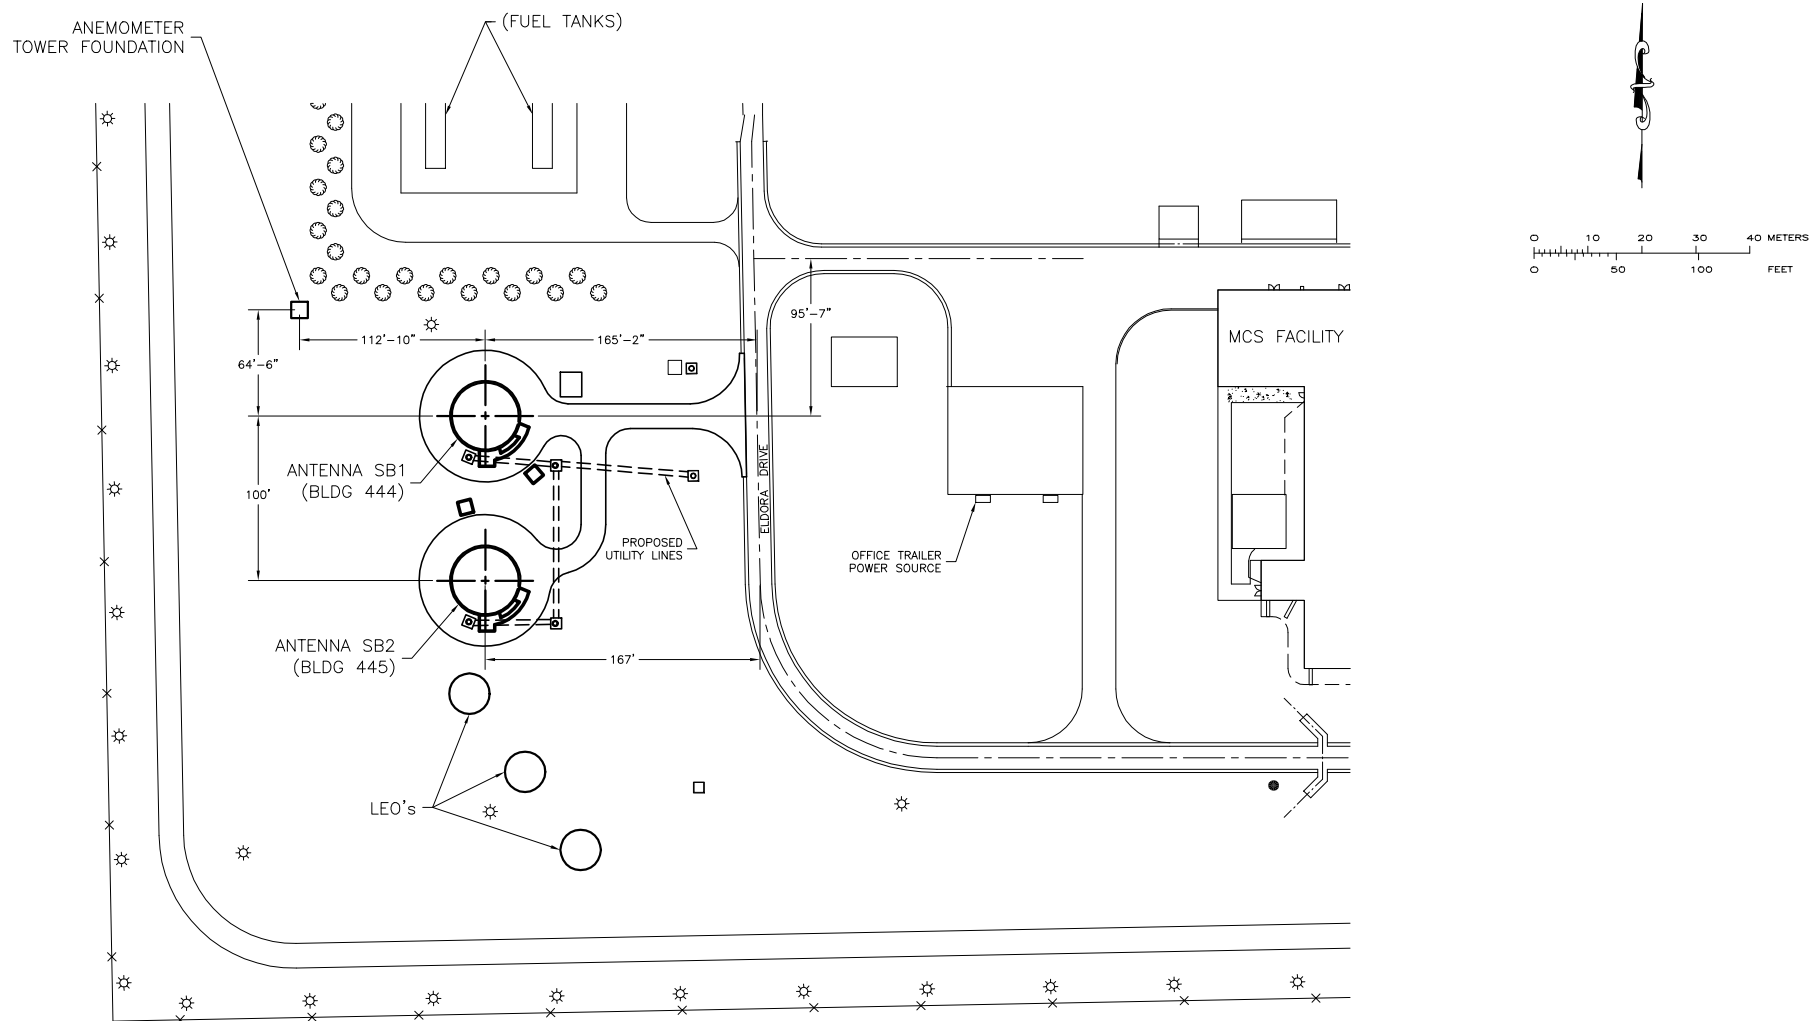 ANEMOMETER
TOWER FOUNDATION
(FUEL TANKS)
0 10 20 30 40 METERS
0 50 100 FEET
95'-7"
112'-10"
165'-2"
64'-6"
MCS FACILITY
ANTENNA SB1
(BLDG 444)
100'
ELDORA DRIVE
PROPOSED
UTILITY LINES
OFFICE TRAILER
POWER SOURCE
ANTENNA SB2
(BLDG 445)
167'
LEO's